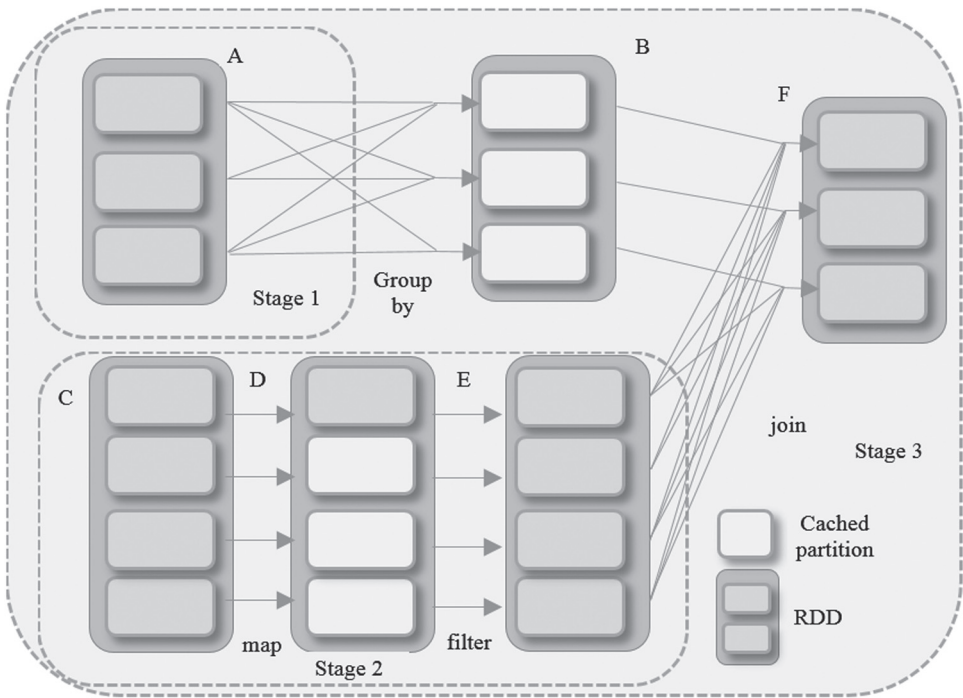 A
B
F
Stage 1
Group
by
C
D
E
join
Stage 3
Cached
partition
RDD
map
filter
Stage 2